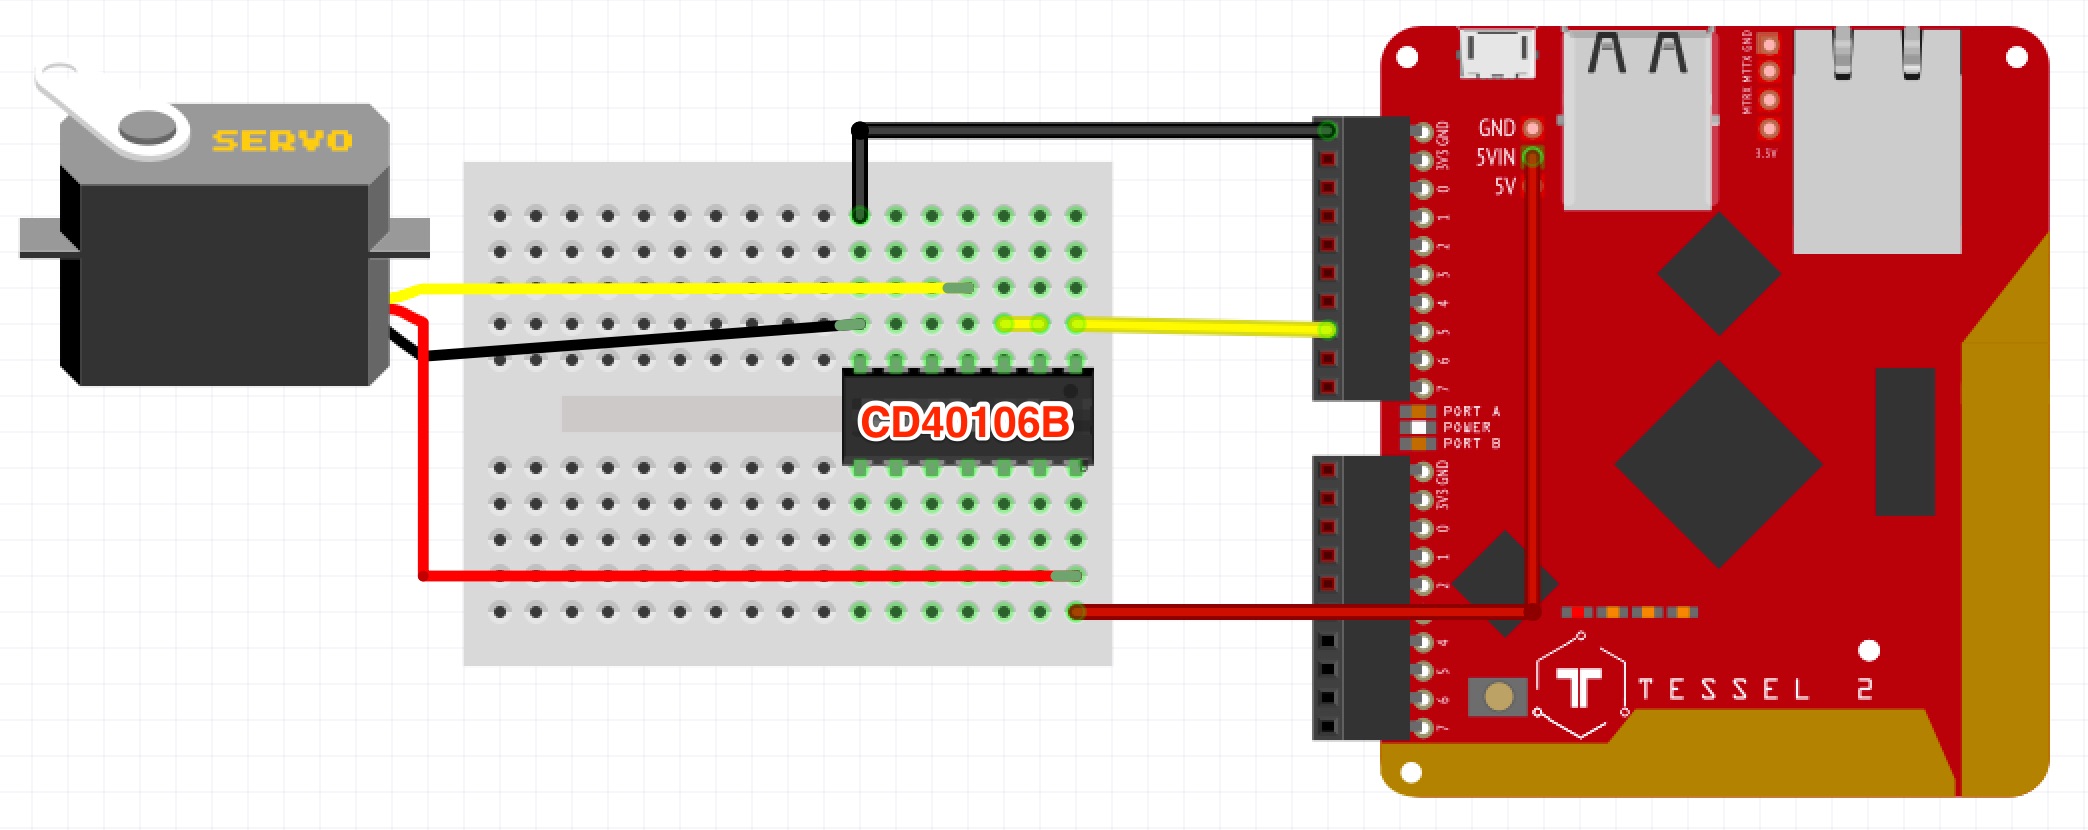 SERVO
CD40106B
GND
5VIN
5V
MTTX GND
MTRX
3.3V
GND
3V3
0
1
2
3
4
5
6
7
PORT A
POWER
PORT B
GND
3V3
0
1
2
4
5
6
7
TESSEL 2